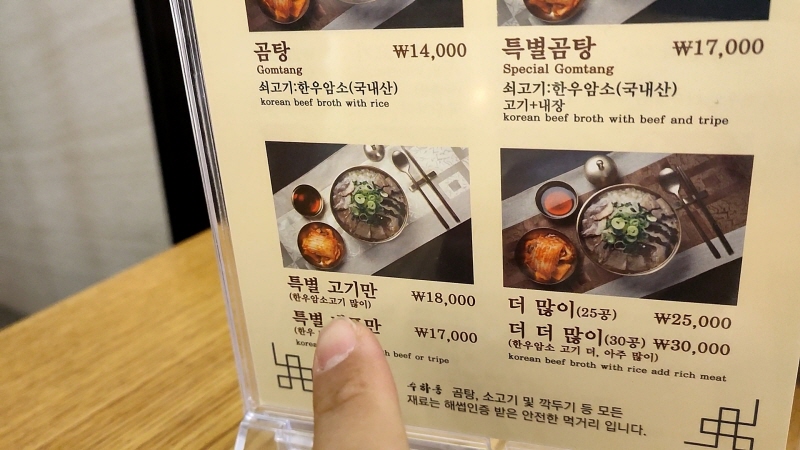 곰탕 ₩14,000
Gomtang
쇠고기:한우암소(국내산)
korean beef broth with rice
특별곰탕 ₩17,000
Special Gomtang
쇠고기:한우암소(국내산)
고기+내장
korean beef broth with beef and tripe
특별 고기만 ₩18,000
(한우암소고기 많이)
특별 만 ₩17,000
(한우
with beef or tripe
더 많이(25공) ₩25,000
더 더 많이(30공) ₩30,000
(한우암소 고기 더, 아주 많이)
korean beef broth with rice add rich meat
수하동 곰탕, 소고기 및 깍두기 등 모든
재료는 해썹인증 받은 안전한 먹거리 입니다.